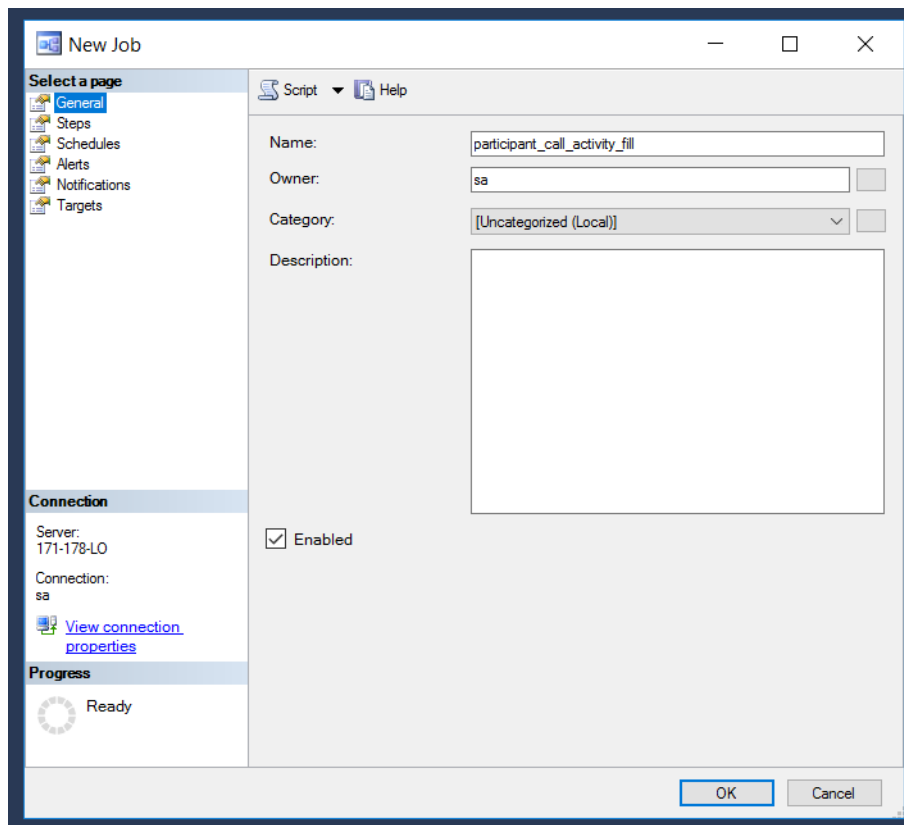 New Job
Select a page
General
Steps
Schedules
Alerts
Notifications
Targets
Script
Help
Name:
participant_call_activity_fill
Owner:
sa
Category:
[Uncategorized (Local)]
Description:
Enabled
Connection
Server:
171-178-LO
Connection:
sa
View connection
properties
Progress
Ready
OK
Cancel